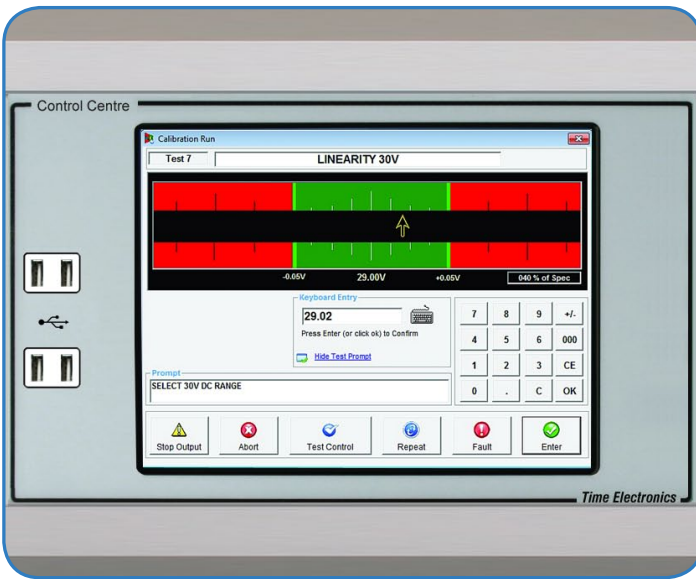 Control Centre
Calibration Run
Test 7
LINEARITY 30V
-0.05V 29.00V +0.05V 040 % of Spec
Keyboard Entry
29.02
Press Enter (or click ok) to Confirm
Hide Test Prompt
7 8 9 +/-
4 5 6 000
1 2 3 CE
0 . C OK
Prompt
SELECT 30V DC RANGE
Stop Output Abort Test Control Repeat Fault Enter
Time Electronics